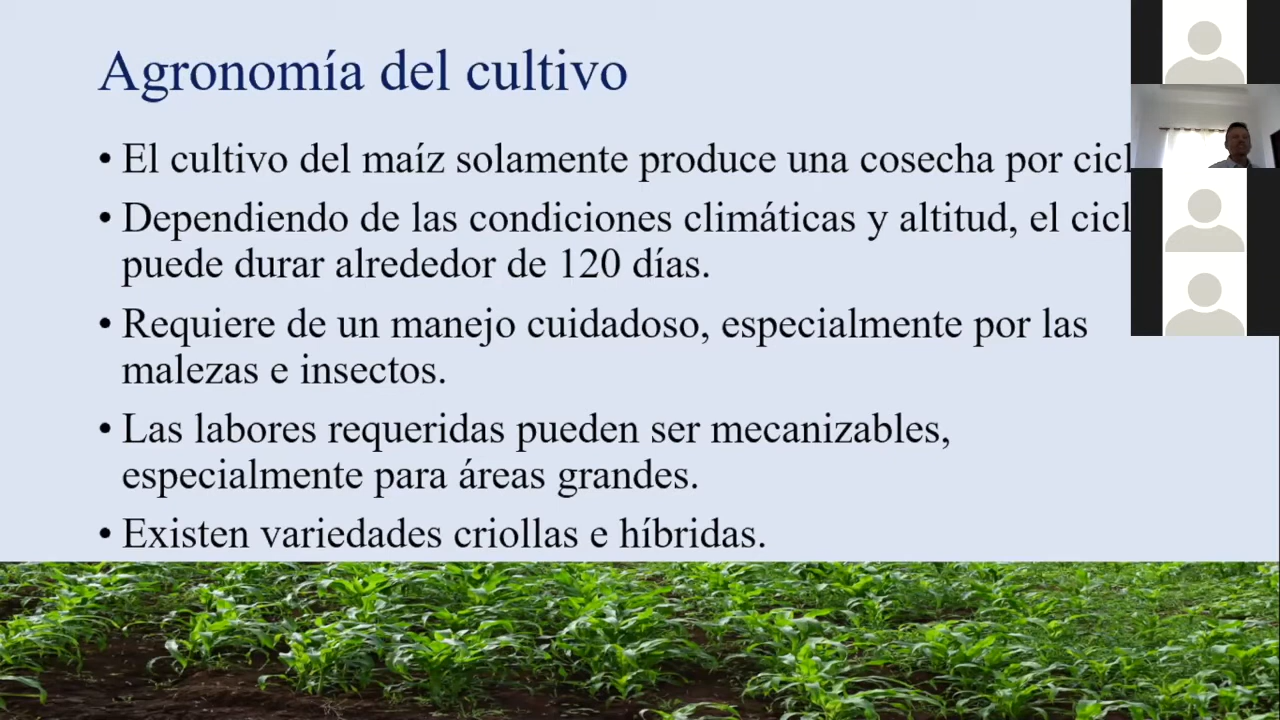 Agronomía del cultivo
• El cultivo del maíz solamente produce una cosecha por cicl
• Dependiendo de las condiciones climáticas y altitud, el cicl
puede durar alrededor de 120 días.
• Requiere de un manejo cuidadoso, especialmente por las
malezas e insectos.
• Las labores requeridas pueden ser mecanizables,
especialmente para áreas grandes.
• Existen variedades criollas e híbridas.